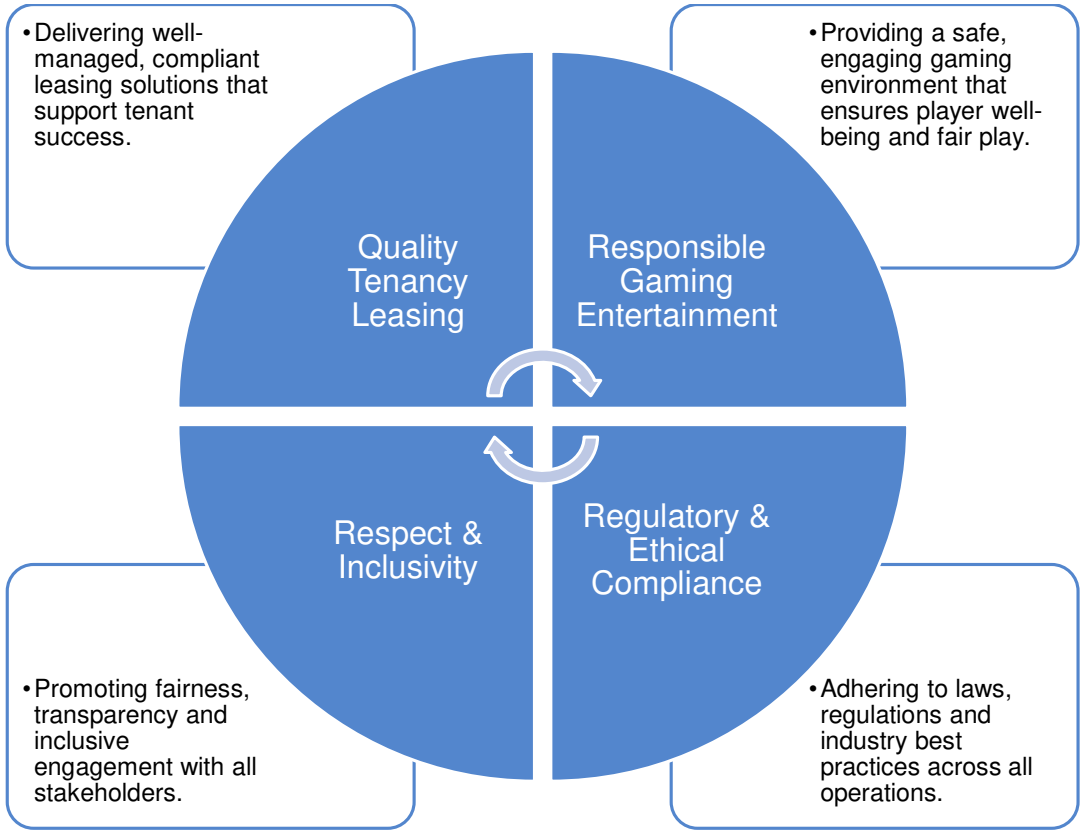 •Delivering well-
managed, compliant
leasing solutions that
support tenant
success.
•Providing a safe,
engaging gaming
environment that
ensures player well-
being and fair play.
Quality
Tenancy
Leasing
Responsible
Gaming
Entertainment
Respect &
Inclusivity
Regulatory &
Ethical
Compliance
•Promoting fairness,
transparency and
inclusive
engagement with all
stakeholders.
•Adhering to laws,
regulations and
industry best
practices across all
operations.